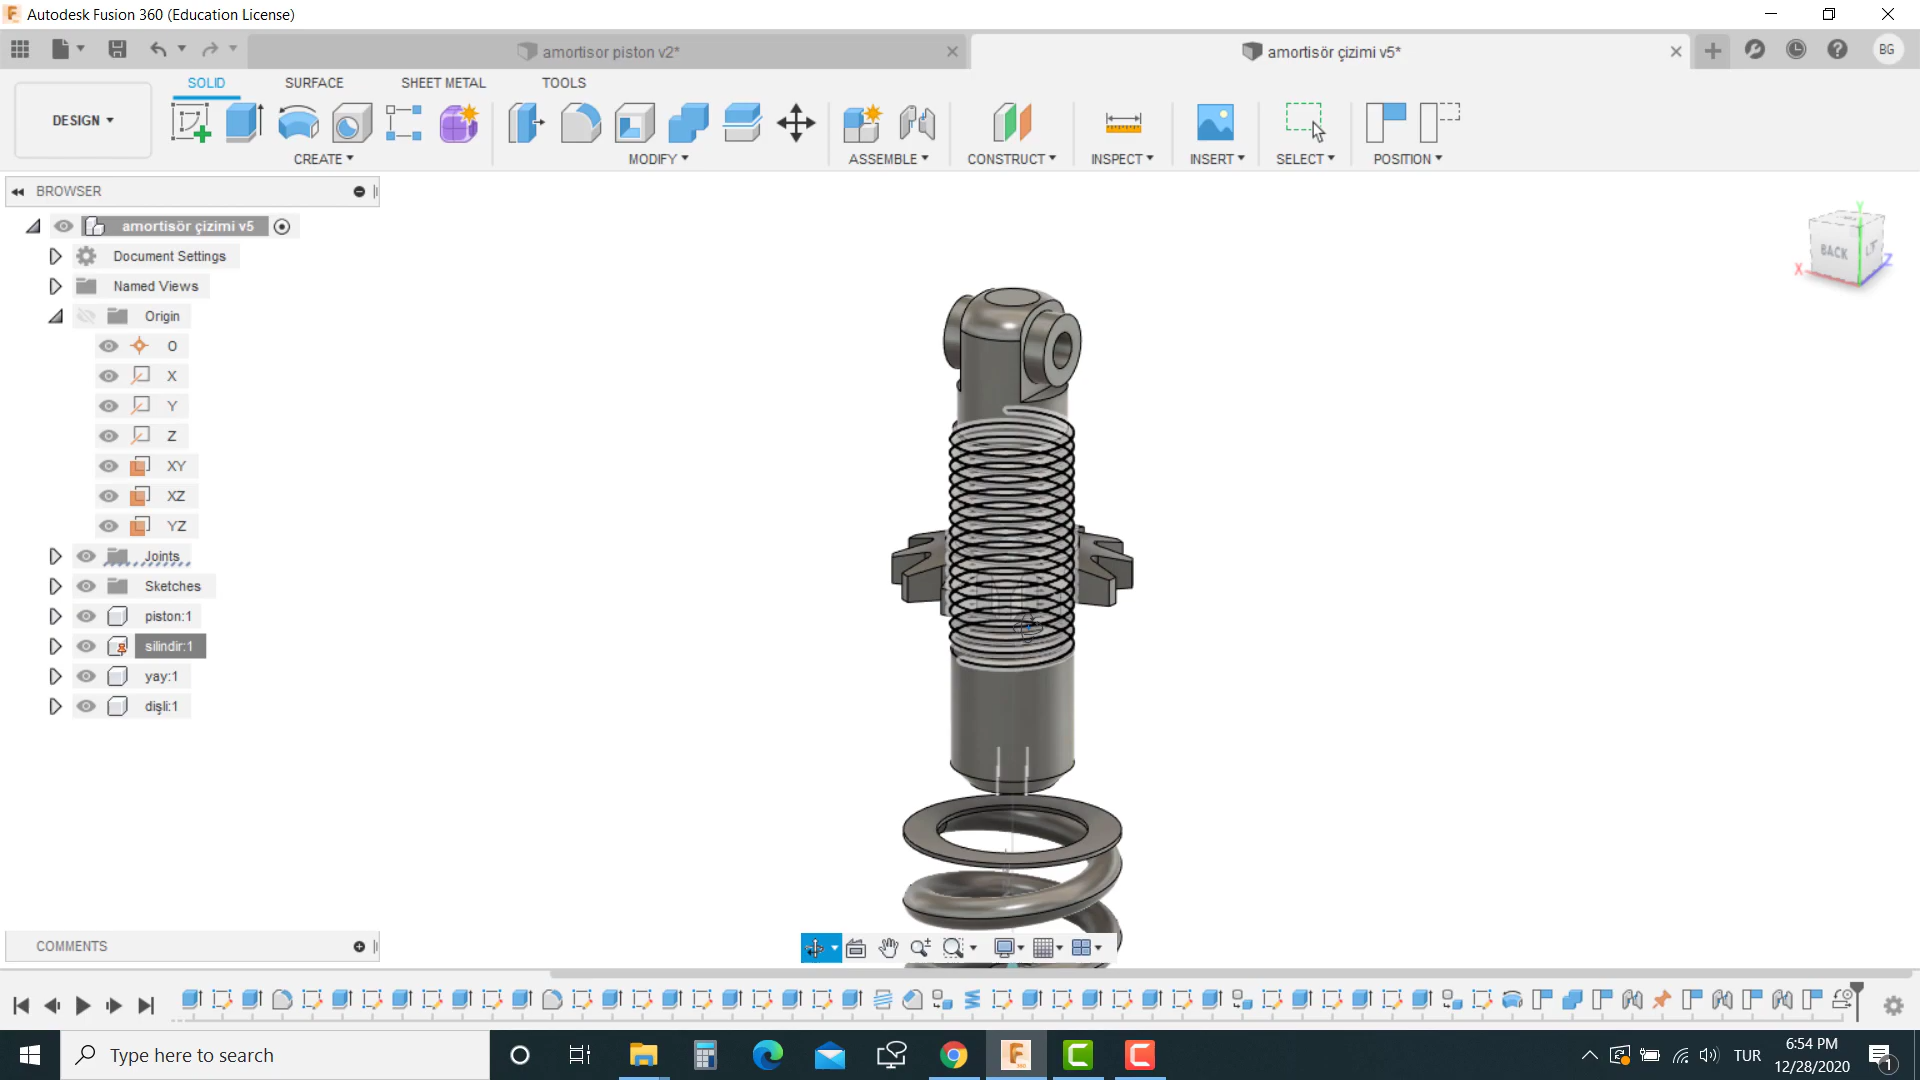 Autodesk Fusion 360 (Education License)
amortisor piston v2*
amortisör çizimi v5*
BG
DESIGN
SOLID
SURFACE
SHEET METAL
TOOLS
CREATE
MODIFY
ASSEMBLE
CONSTRUCT
INSPECT
INSERT
SELECT
POSITION
BROWSER
amortisör çizimi v5
Document Settings
Named Views
Origin
O
X
Y
Z
XY
XZ
YZ
Joints
Sketches
piston:1
silindir:1
yay:1
dişli:1
Y
BACK
X
Z
COMMENTS
Type here to search
TUR
6:54 PM
12/28/2020
1